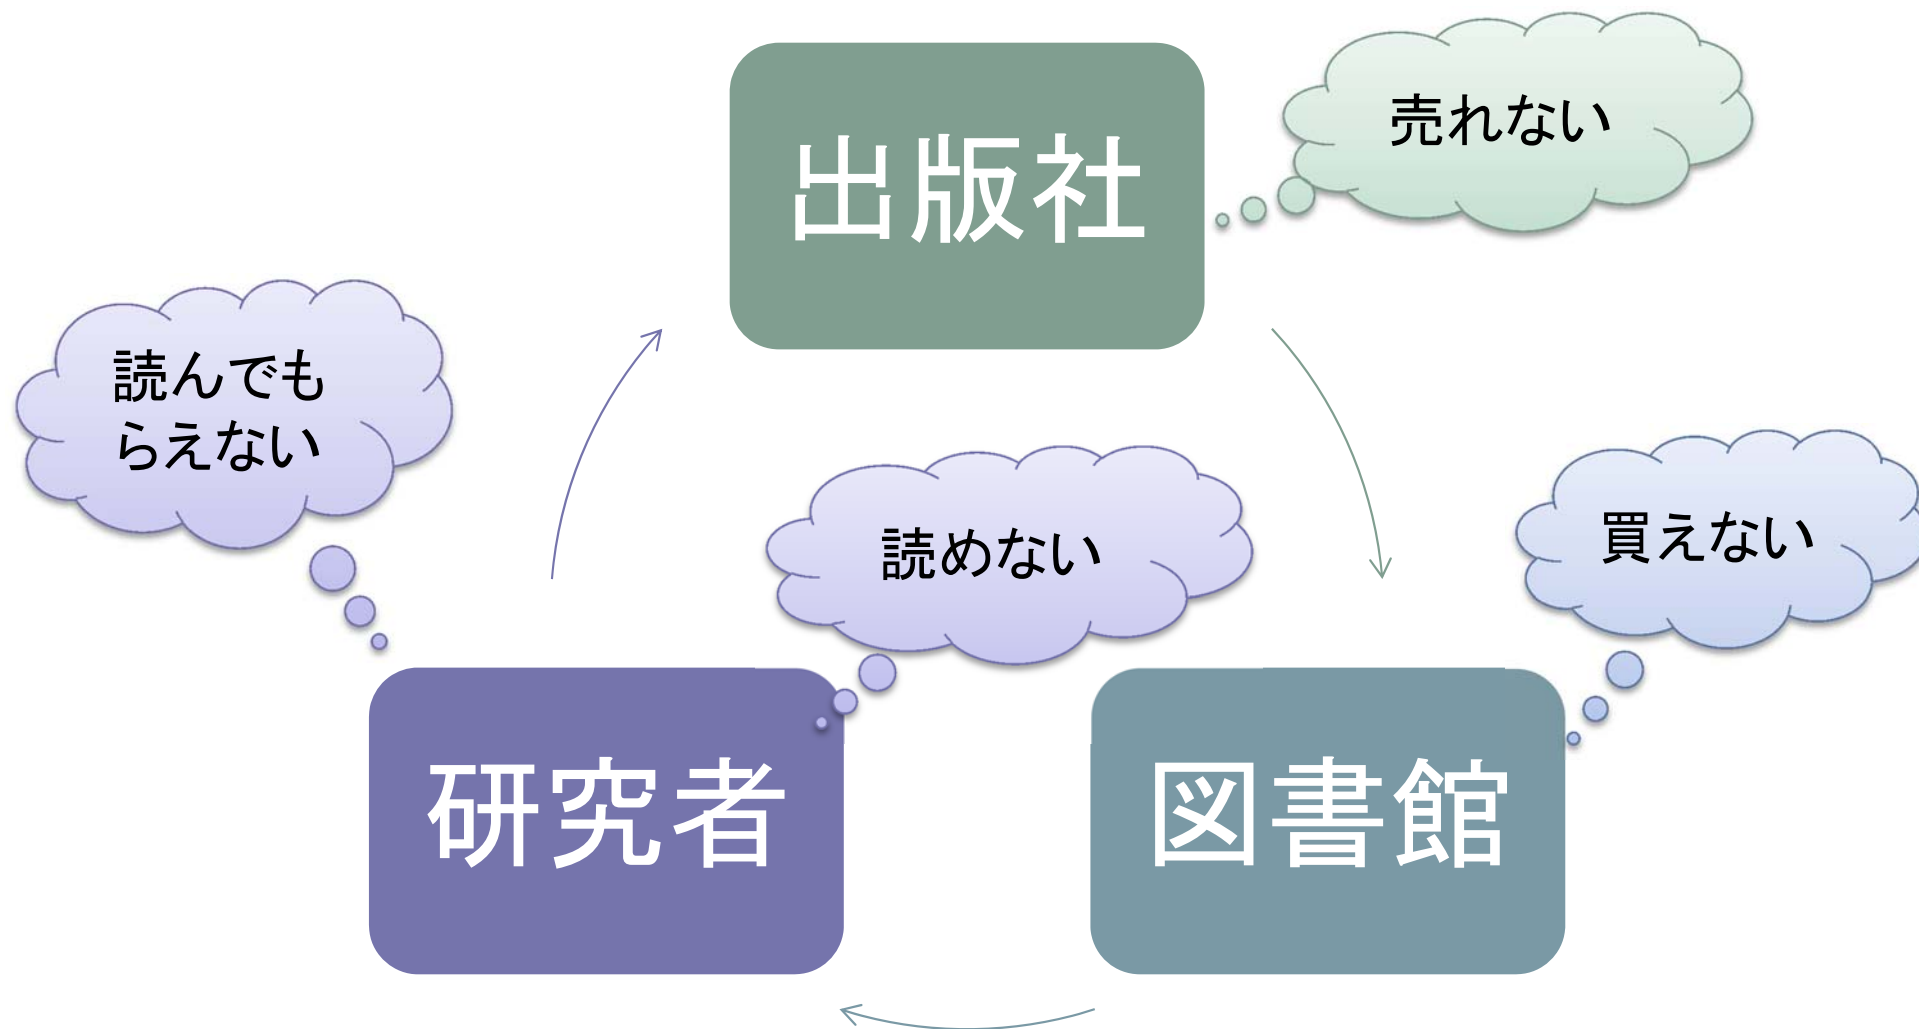 出版社
売れない
読んでも
らえない
読めない
買えない
研究者
図書館